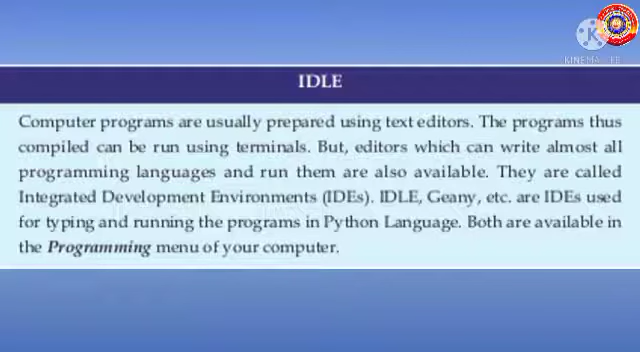 K
KINEMASTER
IDLE
Computer programs are usually prepared using text editors. The programs thus
compiled can be run using terminals. But, editors which can write almost all
programming languages and run them are also available. They are called
Integrated Development Environments (IDEs). IDLE, Geany, etc. are IDEs used
for typing and running the programs in Python Language. Both are available in
the Programming menu of your computer.